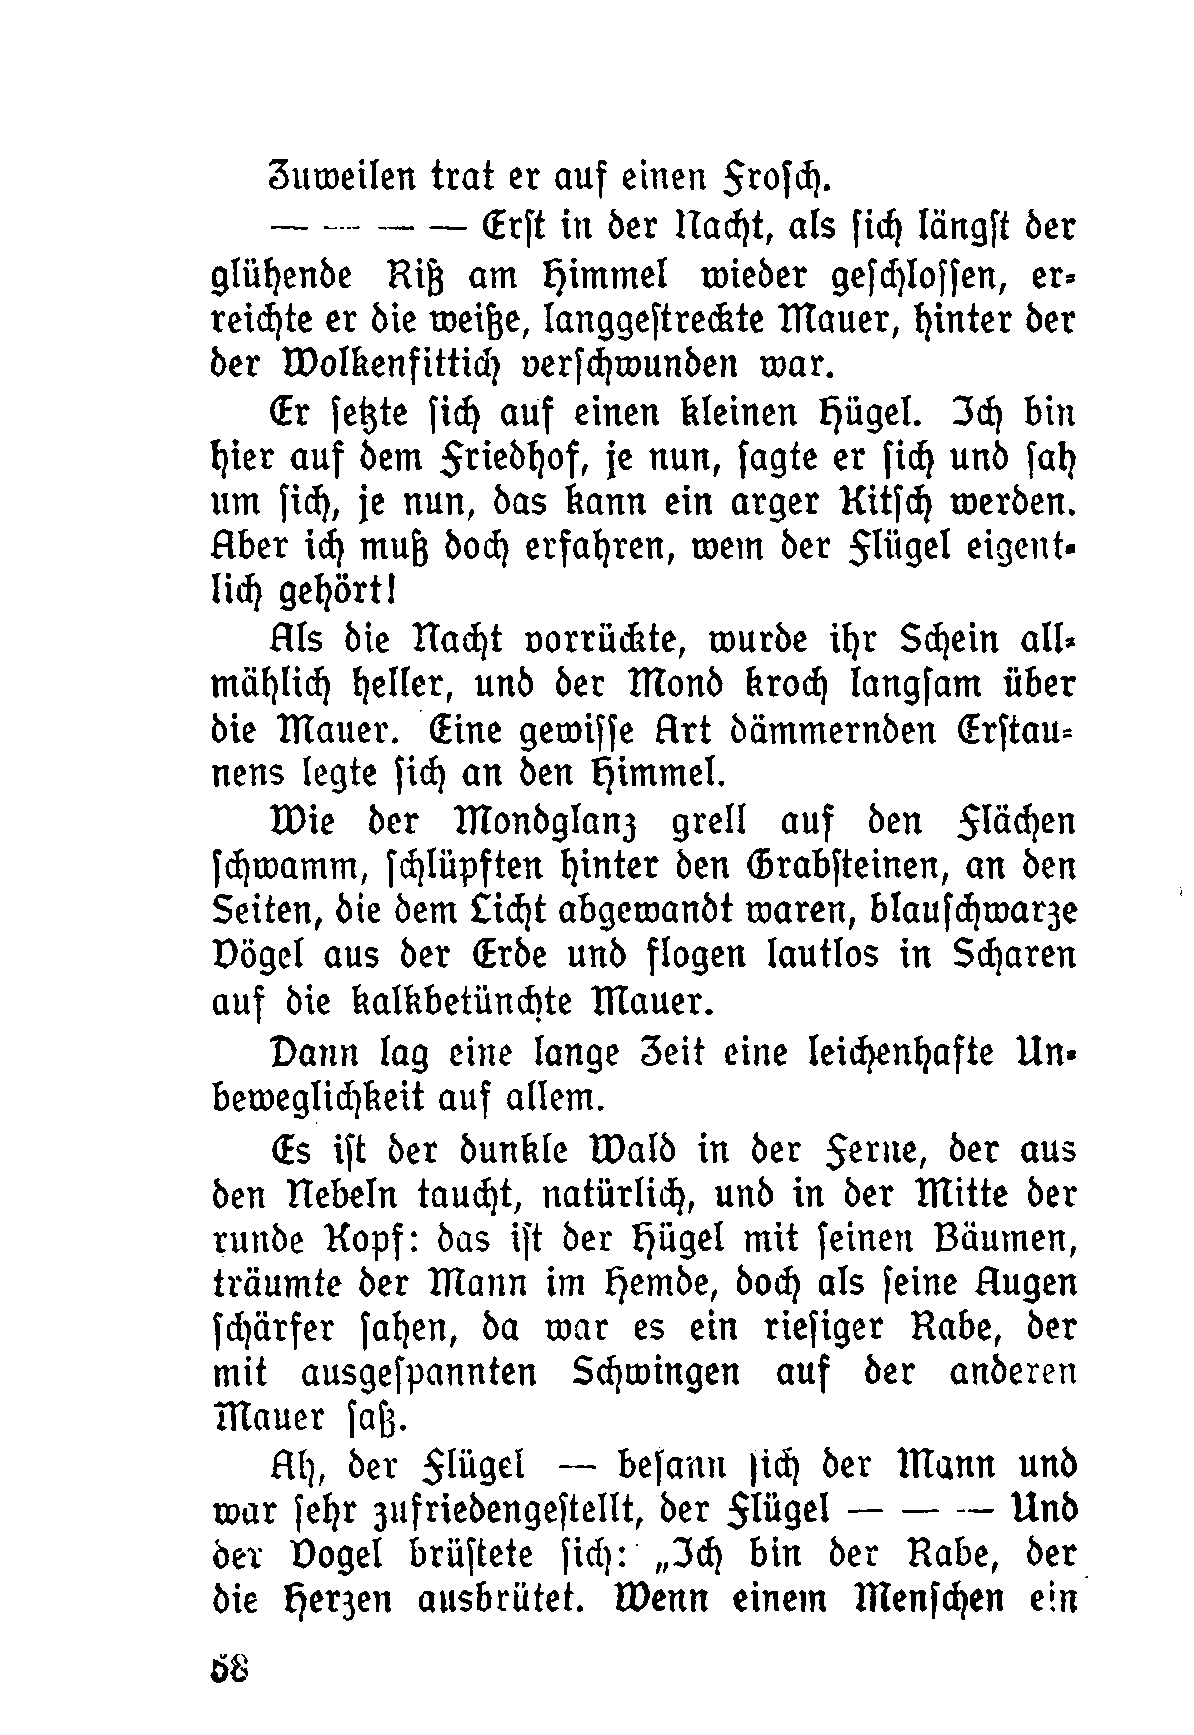 Zuweilen trat er auf einen Froſch.
— — — — Erſt in der Nacht, als ſich längſt der
glühende Riß am Himmel wieder geſchloſſen, er⸗
reichte er die weiße, langgeſtreckte Mauer, hinter der
der Wolkenfittich verſchwunden war.
Er ſetzte ſich auf einen kleinen Hügel. Ich bin
hier auf dem Friedhof, je nun, ſagte er ſich und ſah
um ſich, je nun, das kann ein arger Kitſch werden.
Aber ich muß doch erfahren, wem der Flügel eigent⸗
lich gehört!
Als die Nacht vorrückte, wurde ihr Schein all⸗
mählich heller, und der Mond kroch langſam über
die Mauer. Eine gewiſſe Art dämmernden Erſtau⸗
nens legte ſich an den Himmel.
Wie der Mondglanz grell auf den Flächen
ſchwamm, ſchlüpften hinter den Grabſteinen, an den
Seiten, die dem Licht abgewandt waren, blauſchwarze
Vögel aus der Erde und flogen lautlos in Scharen
auf die kalkbetünchte Mauer.
Dann lag eine lange Zeit eine leichenhafte Un⸗
beweglichkeit auf allem.
Es iſt der dunkle Wald in der Ferne, der aus
den Nebeln taucht, natürlich, und in der Mitte der
runde Kopf: das iſt der Hügel mit ſeinen Bäumen,
träumte der Mann im Hemde, doch als ſeine Augen
ſchärfer ſahen, da war es ein rieſiger Rabe, der
mit ausgeſpannten Schwingen auf der anderen
Mauer ſaß.
Ah, der Flügel — beſann ſich der Mann und
war ſehr zufriedengeſtellt, der Flügel — — — Und
der Vogel brüſtete ſich: „Ich bin der Rabe, der
die Herzen ausbrütet. Wenn einem Menſchen ein
58